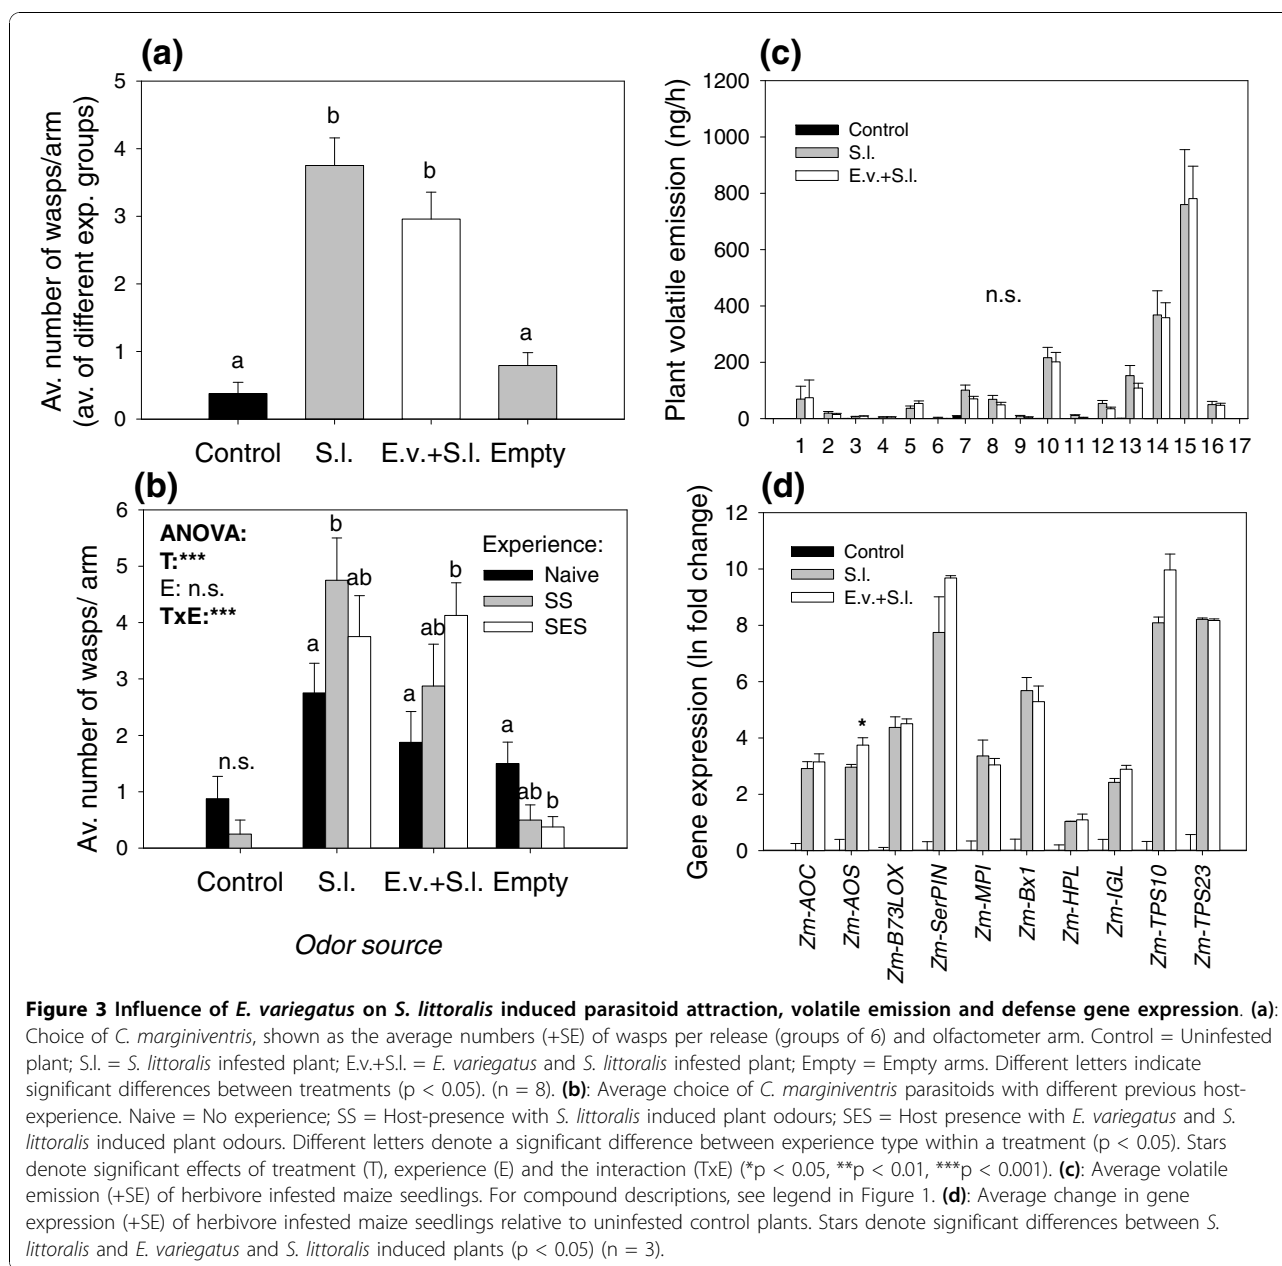 (a)
Av. number of wasps/arm
(av. of different exp. groups)
5
4
3
2
1
0
a
b
b
a
Control S.l. E.v.+S.l. Empty
(c)
Plant volatile emission (ng/h)
1200
1000
800
600
400
200
0
Control
S.l.
E.v.+S.l.
n.s.
1 2 3 4 5 6 7 8 9 10 11 12 13 14 15 16 17
(b)
Av. number of wasps/ arm
6
5
4
3
2
1
0
ANOVA:
T:***
E: n.s.
TxE:***
Experience:
Naive
SS
SES
n.s.
a b ab
a ab b
a ab b
Control S.l. E.v.+S.l. Empty
Odor source
(d)
Gene expression (ln fold change)
12
10
8
6
4
2
0
Control
S.l.
E.v.+S.l.
*
Zm-AOC
Zm-AOS
Zm-B73LOX
Zm-SerPIN
Zm-MPI
Zm-Bx1
Zm-HPL
Zm-IGL
Zm-TPS10
Zm-TPS23
Figure 3 Influence of E. variegatus on S. littoralis induced parasitoid attraction, volatile emission and defense gene expression. (a):
Choice of C. marginiventris, shown as the average numbers (+SE) of wasps per release (groups of 6) and olfactometer arm. Control = Uninfested
plant; S.l. = S. littoralis infested plant; E.v.+S.l. = E. variegatus and S. littoralis infested plant; Empty = Empty arms. Different letters indicate
significant differences between treatments (p < 0.05). (n = 8). (b): Average choice of C. marginiventris parasitoids with different previous host-
experience. Naive = No experience; SS = Host-presence with S. littoralis induced plant odours; SES = Host presence with E. variegatus and S.
littoralis induced plant odours. Different letters denote a significant difference between experience type within a treatment (p < 0.05). Stars
denote significant effects of treatment (T), experience (E) and the interaction (TxE) (*p < 0.05, **p < 0.01, ***p < 0.001). (c): Average volatile
emission (+SE) of herbivore infested maize seedlings. For compound descriptions, see legend in Figure 1. (d): Average change in gene
expression (+SE) of herbivore infested maize seedlings relative to uninfested control plants. Stars denote significant differences between S.
littoralis and E. variegatus and S. littoralis induced plants (p < 0.05) (n = 3).